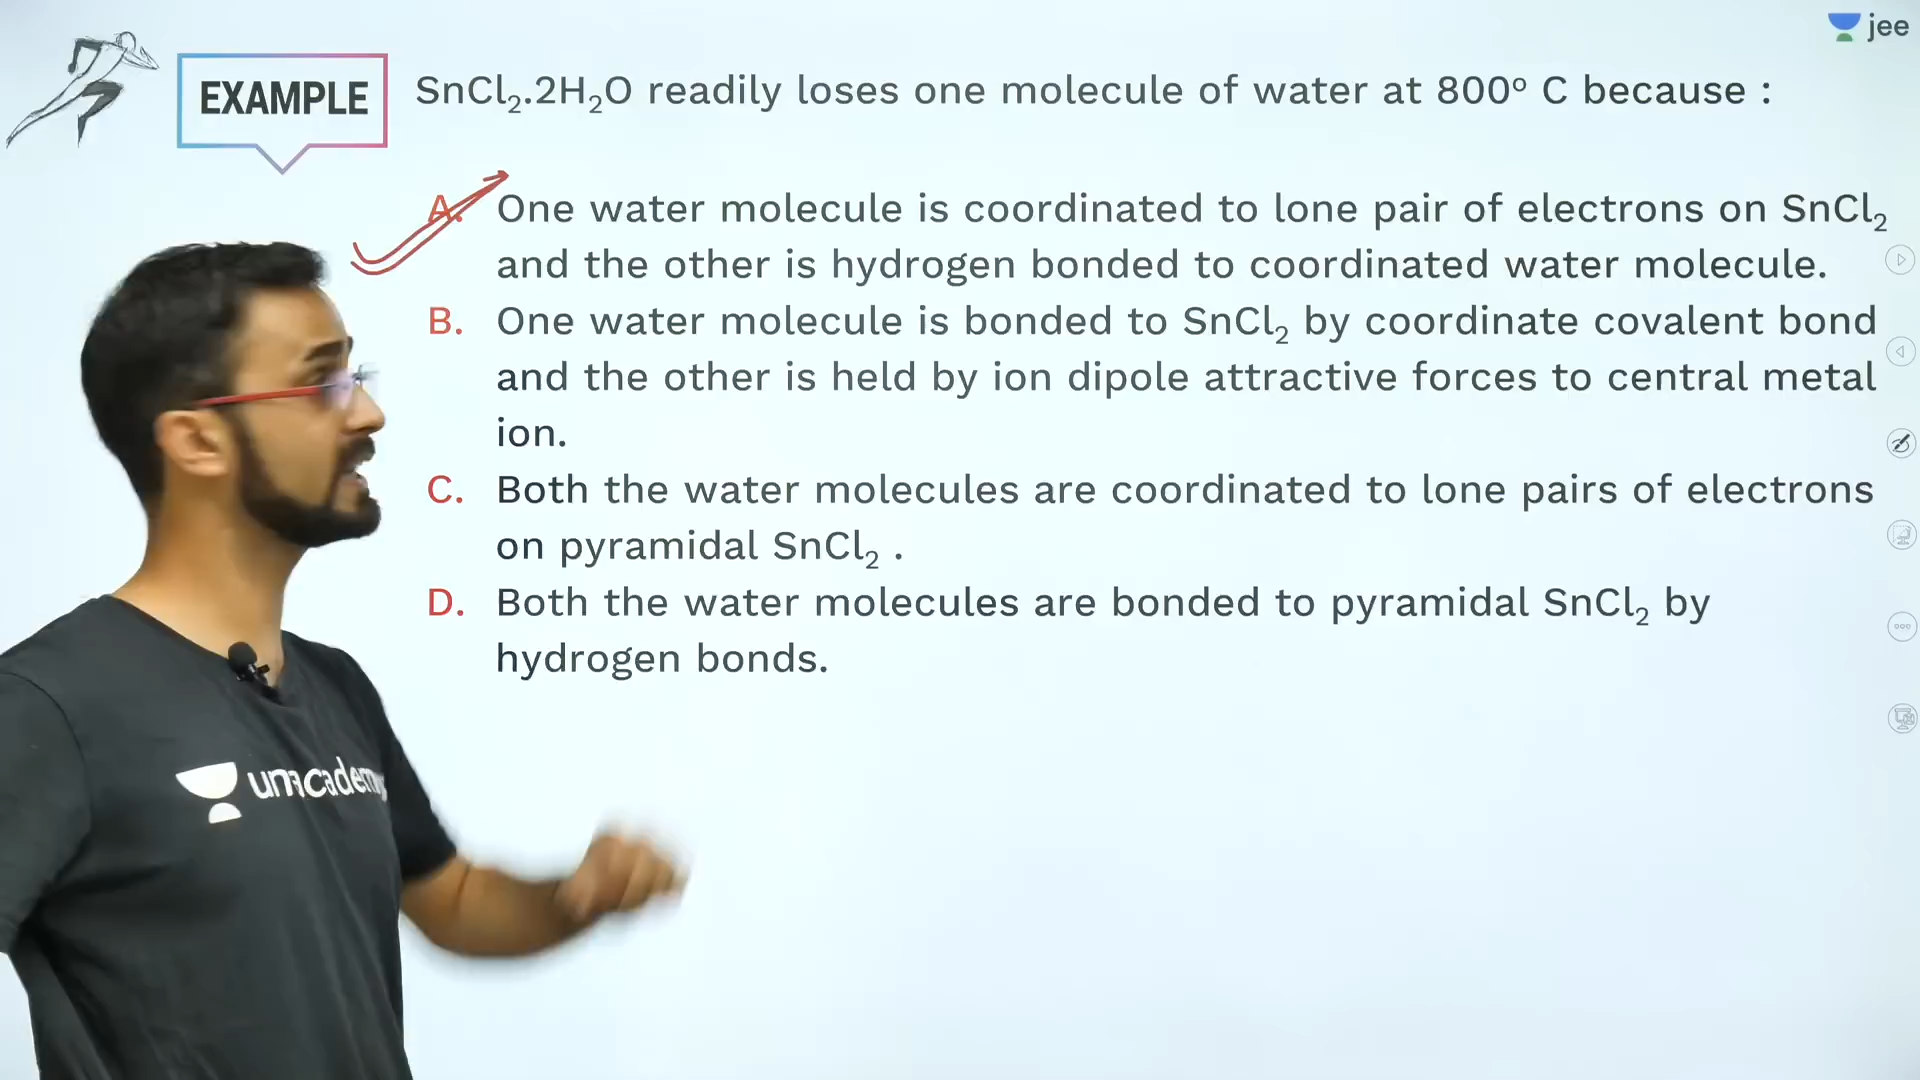 jee
EXAMPLE
SnCl₂.2H₂O readily loses one molecule of water at 800º C because :
A. One water molecule is coordinated to lone pair of electrons on SnCl₂
and the other is hydrogen bonded to coordinated water molecule.
B. One water molecule is bonded to SnCl₂ by coordinate covalent bond
and the other is held by ion dipole attractive forces to central metal
ion.
C. Both the water molecules are coordinated to lone pairs of electrons
on pyramidal SnCl₂ .
D. Both the water molecules are bonded to pyramidal SnCl₂ by
hydrogen bonds.
unacademy